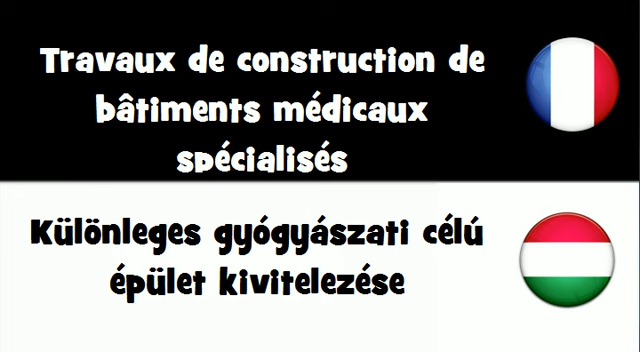 Travaux de construction de
bâtiments médicaux
spécialisés
Különleges gyógyászati célú
épület kivitelezése